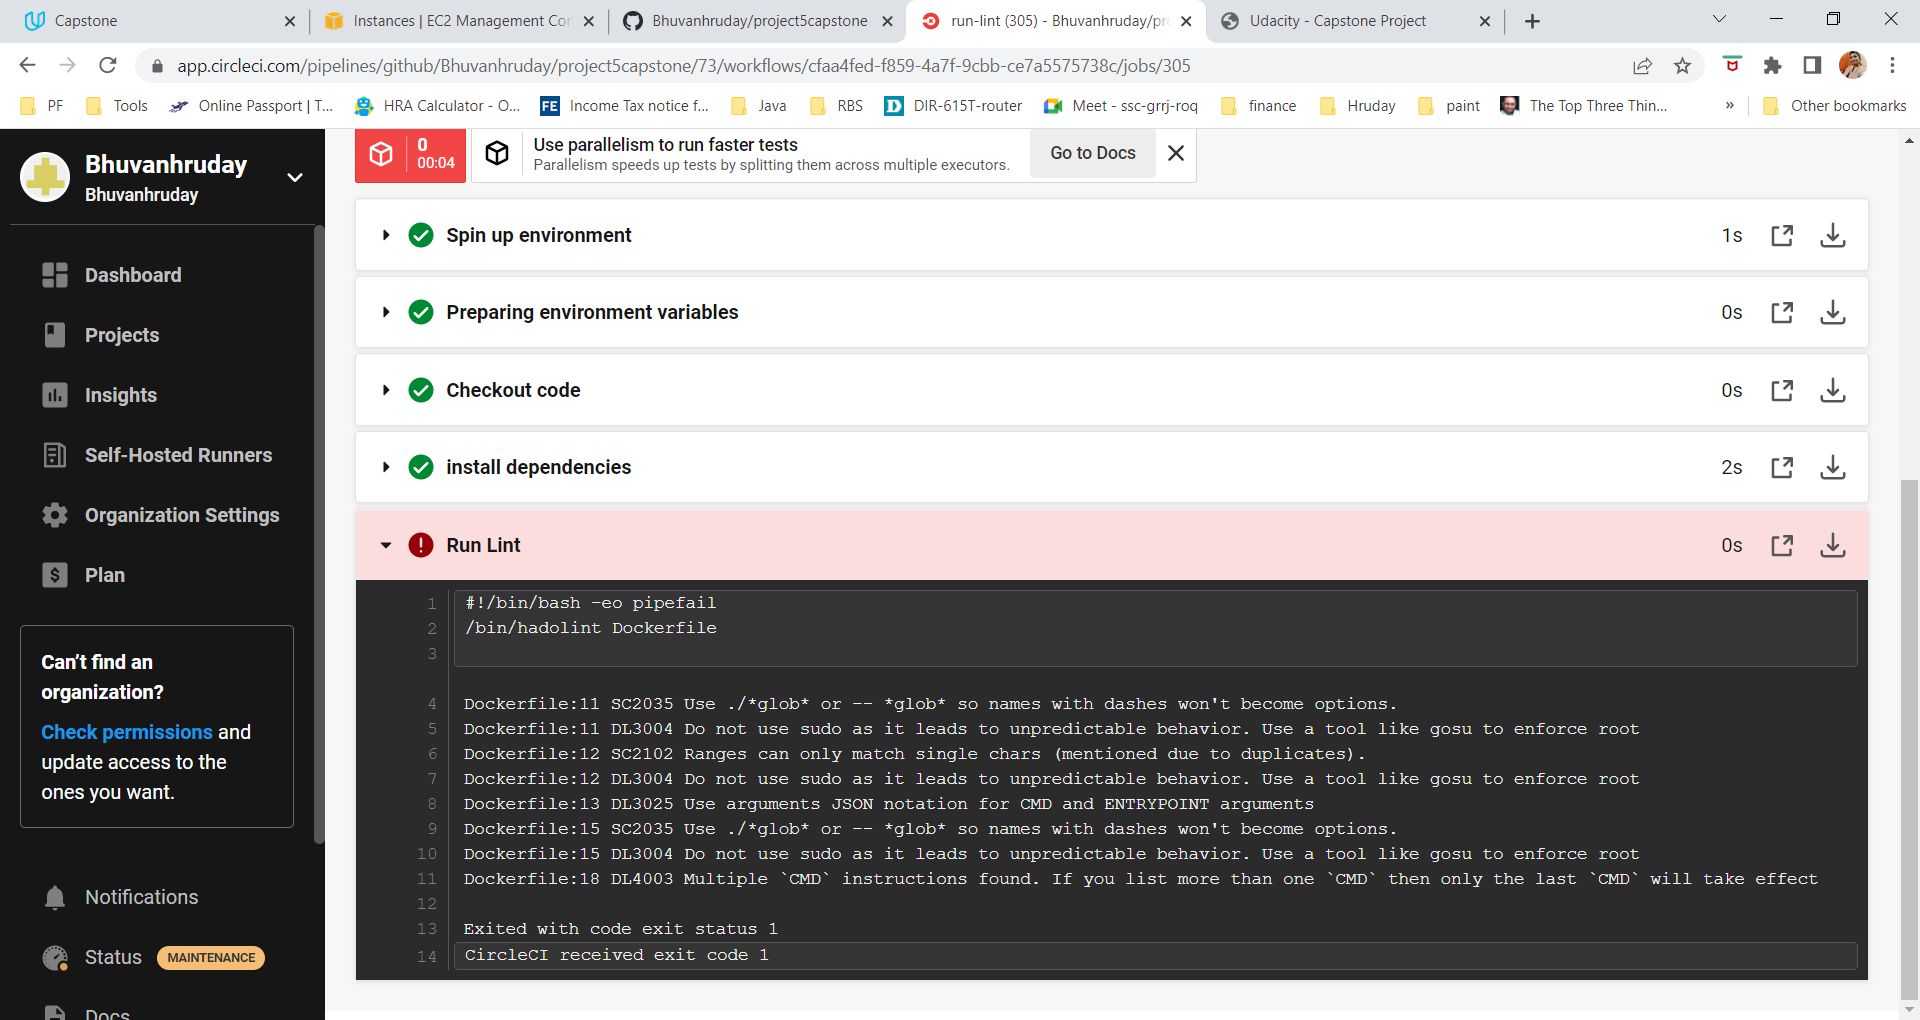 Capstone
Instances | EC2 Management Con
Bhuvanhruday/project5capstone
run-lint (305) - Bhuvanhruday/pro
Udacity - Capstone Project
app.circleci.com/pipelines/github/Bhuvanhruday/project5capstone/73/workflows/cfaa4fed-f859-4a7f-9cbb-ce7a5575738c/jobs/305
PF
Tools
Online Passport | T...
HRA Calculator - O...
FE Income Tax notice f...
Java
RBS
D DIR-615T-router
Meet - ssc-grrj-roq
finance
Hruday
paint
The Top Three Thin...
»
Other bookmarks
Bhuvanhruday
Bhuvanhruday
Dashboard
Projects
Insights
Self-Hosted Runners
Organization Settings
$ Plan
Can't find an
organization?
Check permissions and
update access to the
ones you want.
Notifications
Status MAINTENANCE
Docs
0
00:04
Use parallelism to run faster tests
Parallelism speeds up tests by splitting them across multiple executors.
Go to Docs
Spin up environment 1s
Preparing environment variables 0s
Checkout code 0s
install dependencies 2s
Run Lint 0s
1 #!/bin/bash -eo pipefail
2 /bin/hadolint Dockerfile
3
4 Dockerfile:11 SC2035 Use ./*glob* or -- *glob* so names with dashes won't become options.
5 Dockerfile:11 DL3004 Do not use sudo as it leads to unpredictable behavior. Use a tool like gosu to enforce root
6 Dockerfile:12 SC2102 Ranges can only match single chars (mentioned due to duplicates).
7 Dockerfile:12 DL3004 Do not use sudo as it leads to unpredictable behavior. Use a tool like gosu to enforce root
8 Dockerfile:13 DL3025 Use arguments JSON notation for CMD and ENTRYPOINT arguments
9 Dockerfile:15 SC2035 Use ./*glob* or -- *glob* so names with dashes won't become options.
10 Dockerfile:15 DL3004 Do not use sudo as it leads to unpredictable behavior. Use a tool like gosu to enforce root
11 Dockerfile:18 DL4003 Multiple `CMD` instructions found. If you list more than one `CMD` then only the last `CMD` will take effect
12
13 Exited with code exit status 1
14 CircleCI received exit code 1